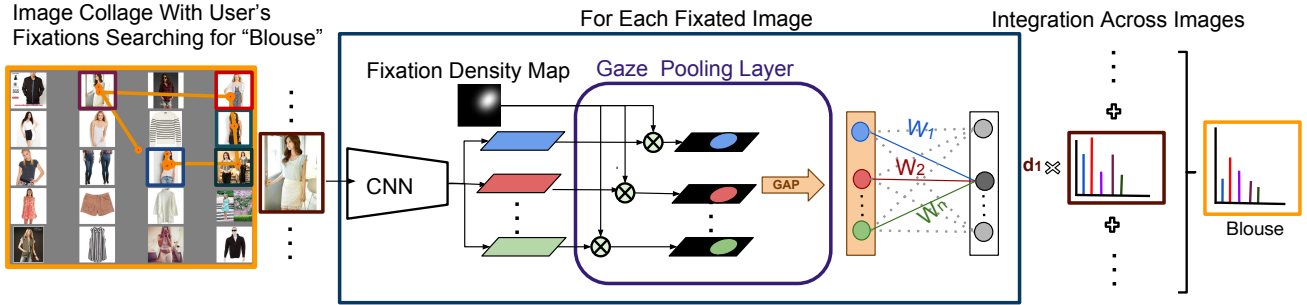 Image Collage With User's
Fixations Searching for "Blouse"
For Each Fixated Image
Integration Across Images
Fixation Density Map
Gaze Pooling Layer
CNN
GAP
W1
W2
Wn
d1
Blouse